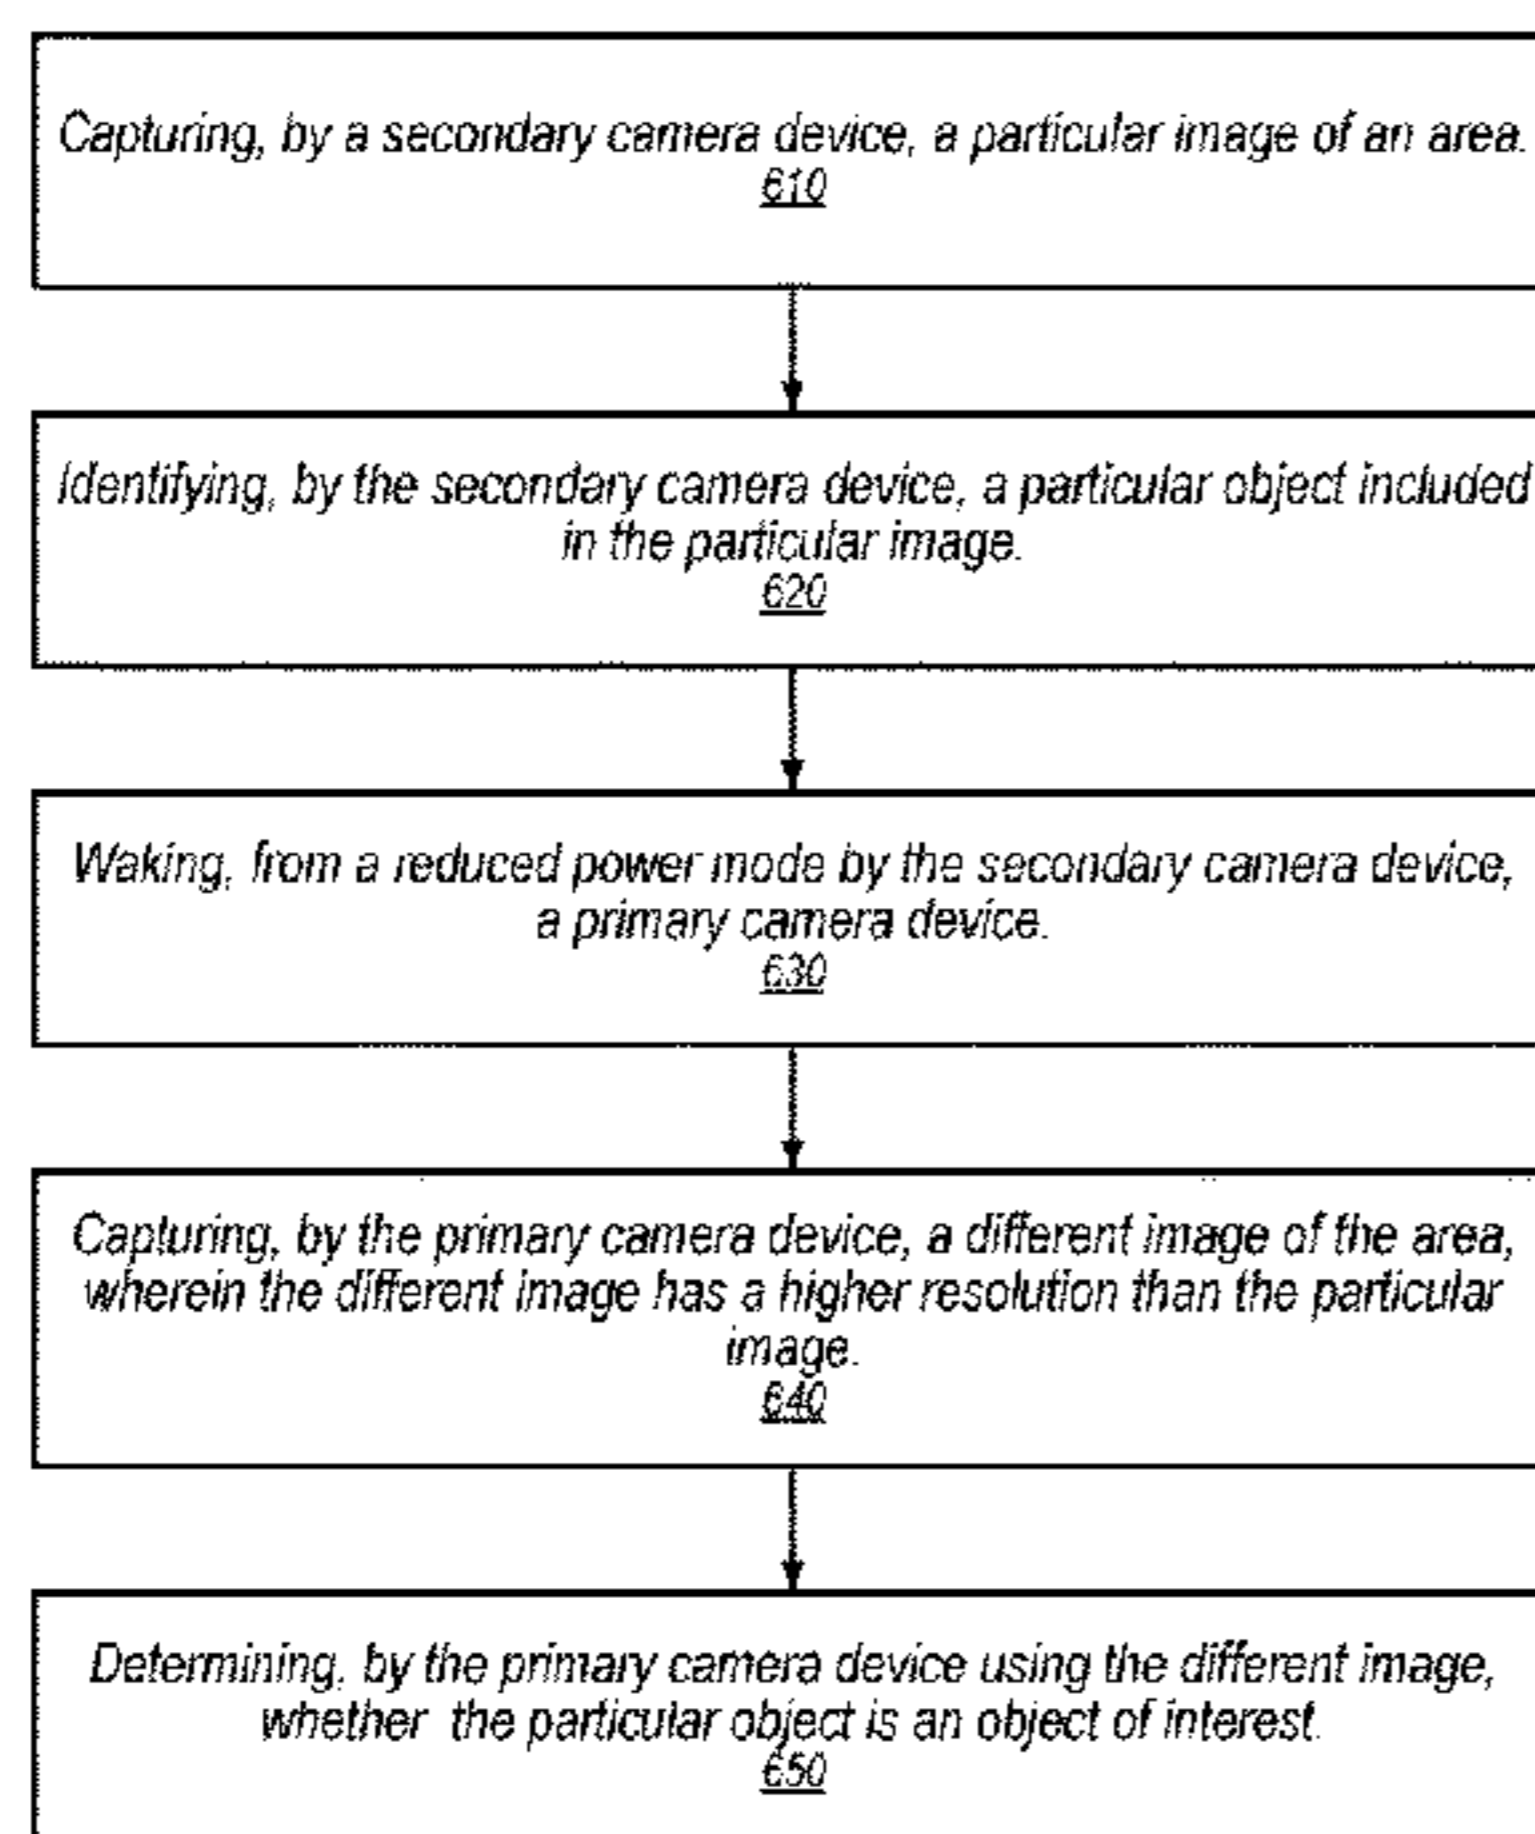 Capturing, by a secondary camera device, a particular image of an area.
610
Identifying, by the secondary camera device, a particular object included
in the particular image.
620
Waking, from a reduced power mode by the secondary camera device,
a primary camera device.
630
Capturing, by the primary camera device, a different image of the area,
wherein the different image has a higher resolution than the particular
image.
640
Determining, by the primary camera device using the different image,
whether the particular object is an object of interest.
650